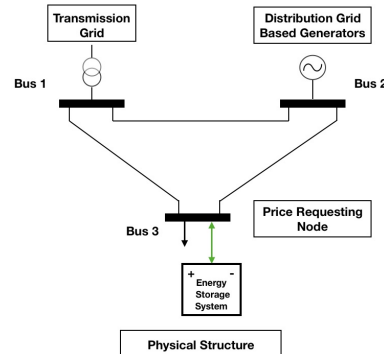 Transmission
Grid
Distribution Grid
Based Generators
Bus 1
Bus 2
Bus 3
Price Requesting
Node
+ -
Energy
Storage
System
Physical Structure